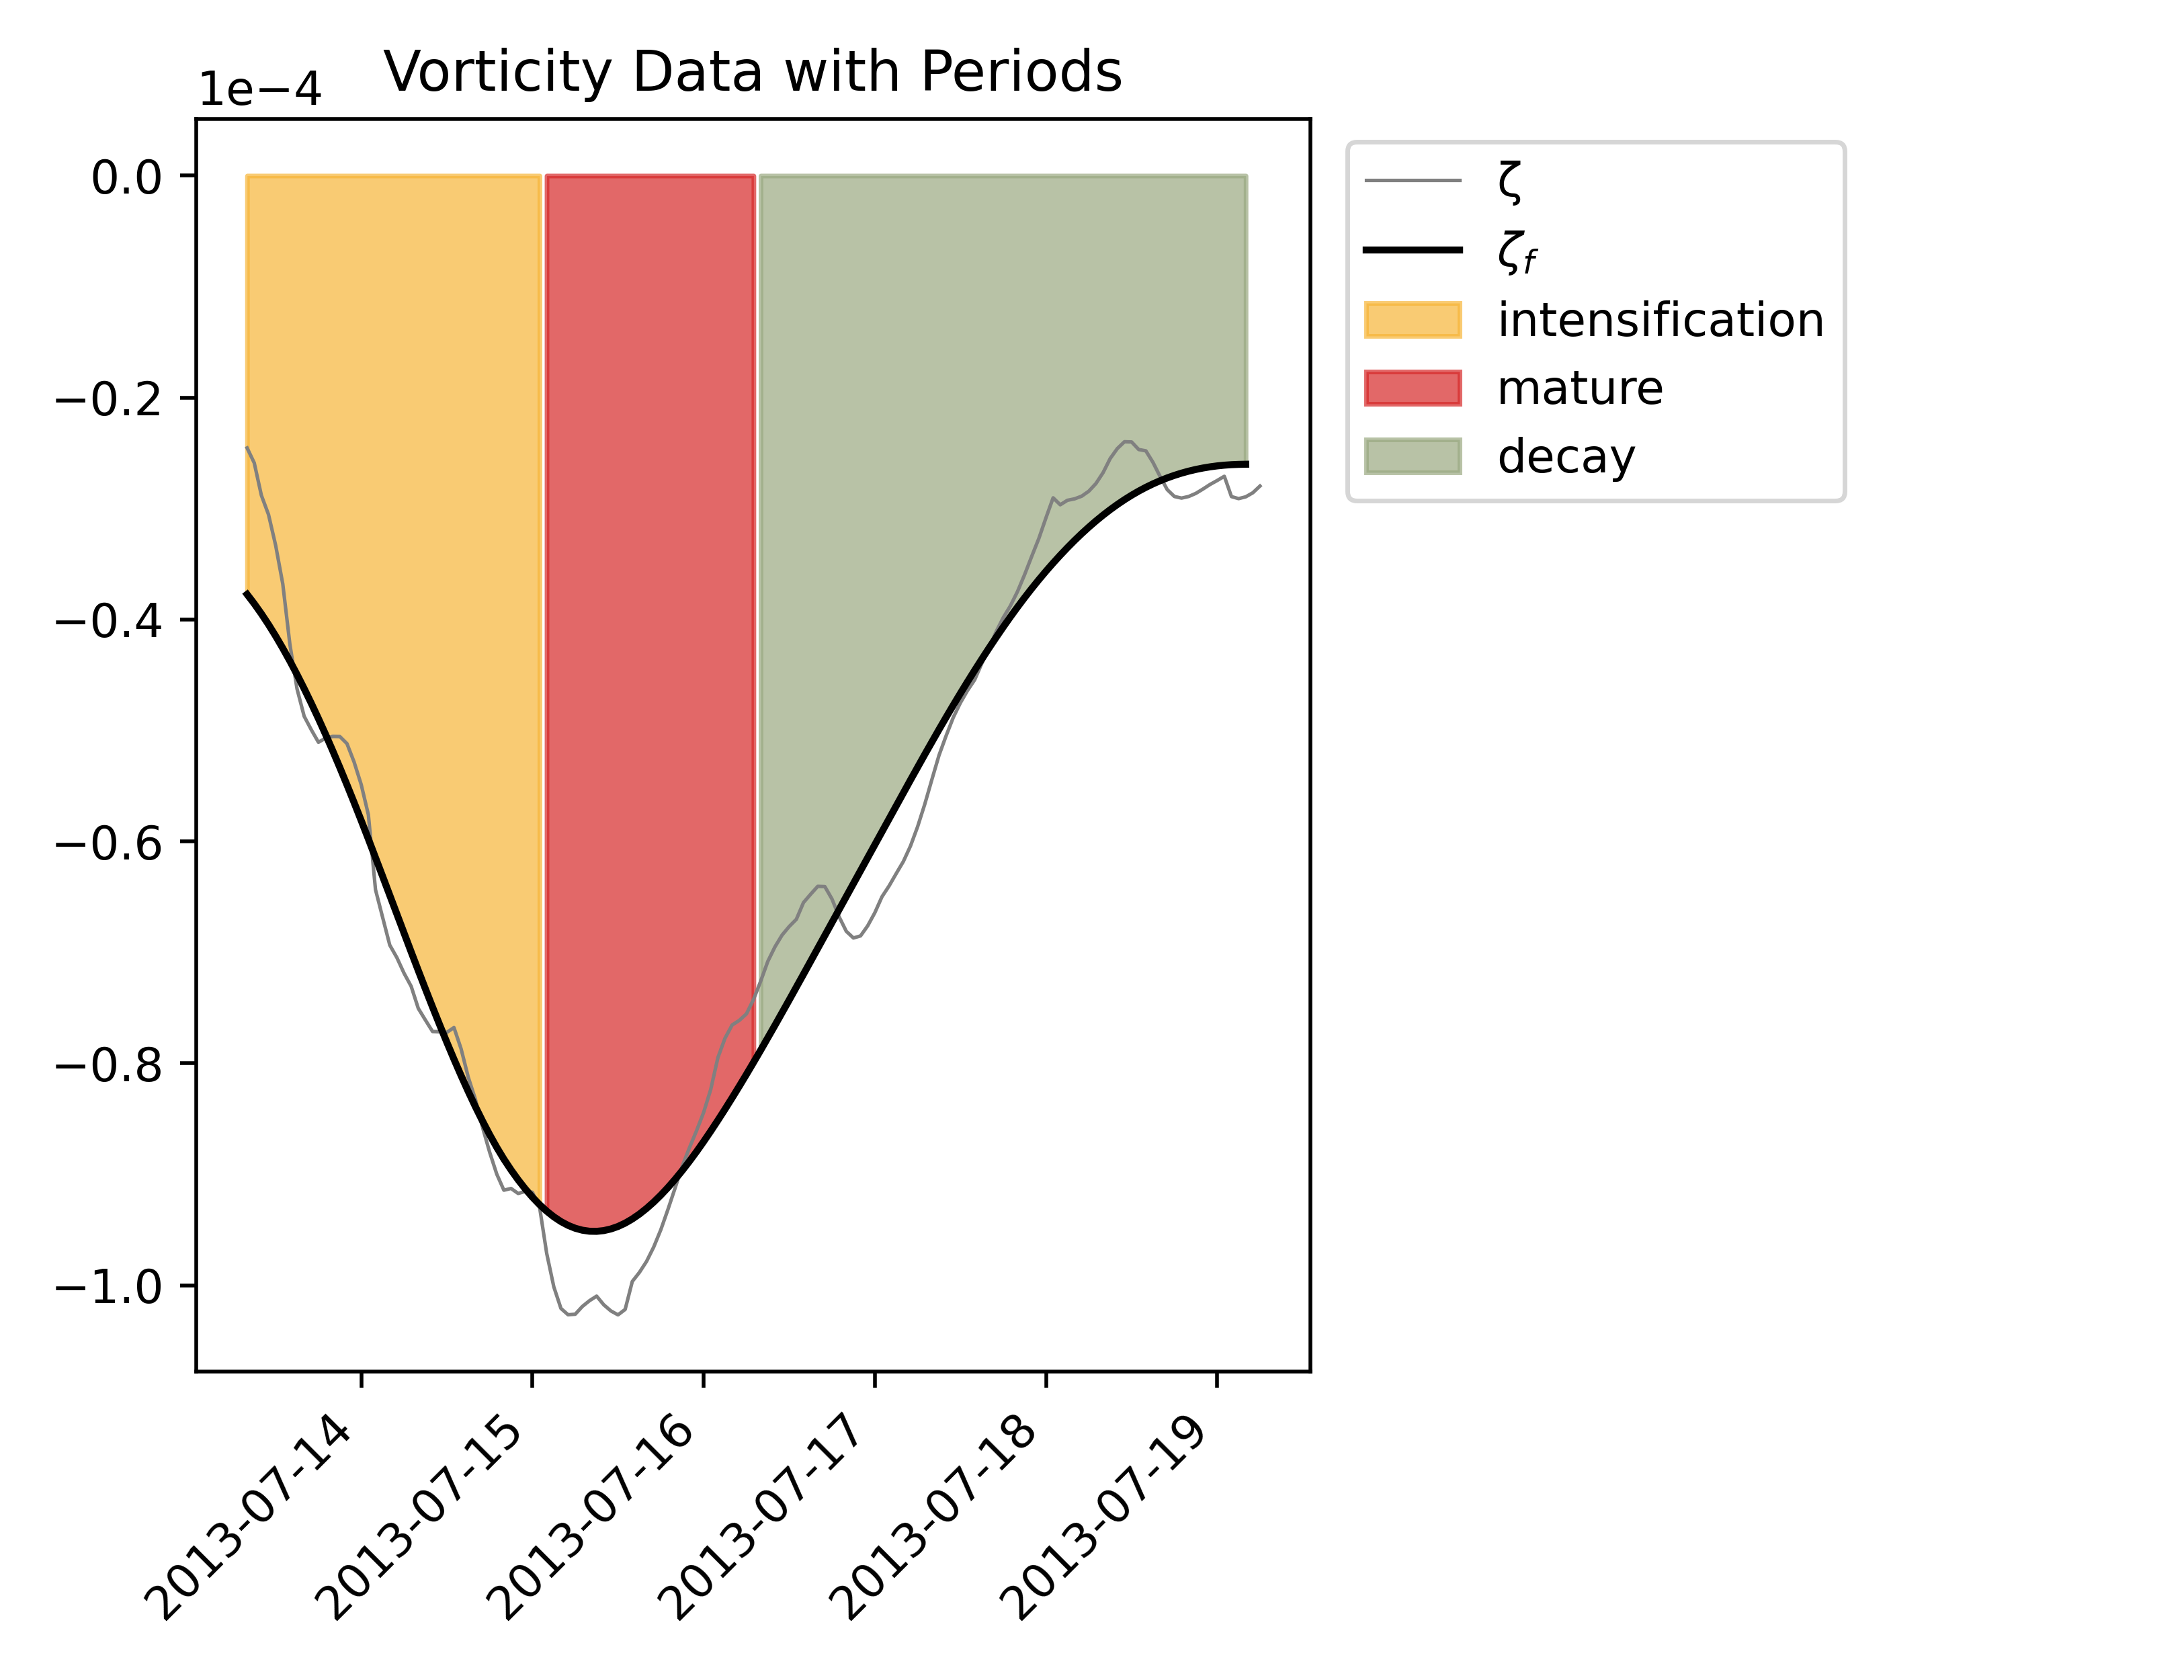 Vorticity Data with Periods
1e−4
0.0
−0.2
−0.4
−0.6
−0.8
−1.0
2013-07-14
2013-07-15
2013-07-16
2013-07-17
2013-07-18
2013-07-19
ζ
ζf
intensification
mature
decay